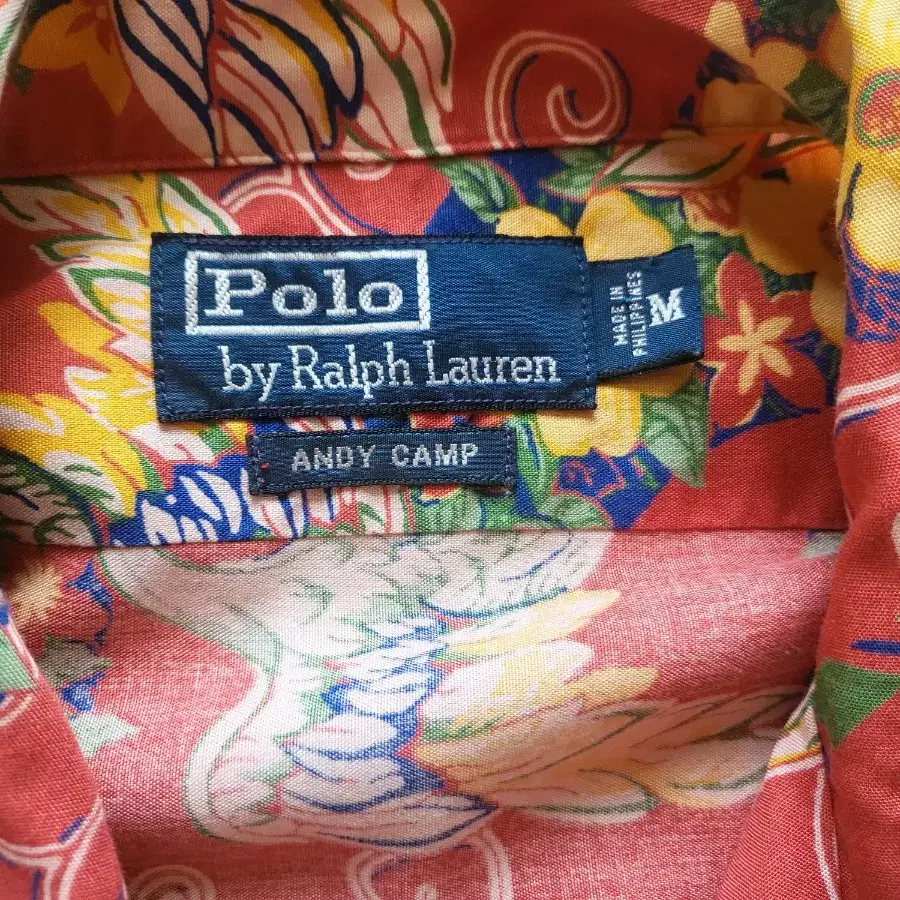 Polo
by Ralph Lauren
MADE IN
PHILIPPINES
M
ANDY CAMP